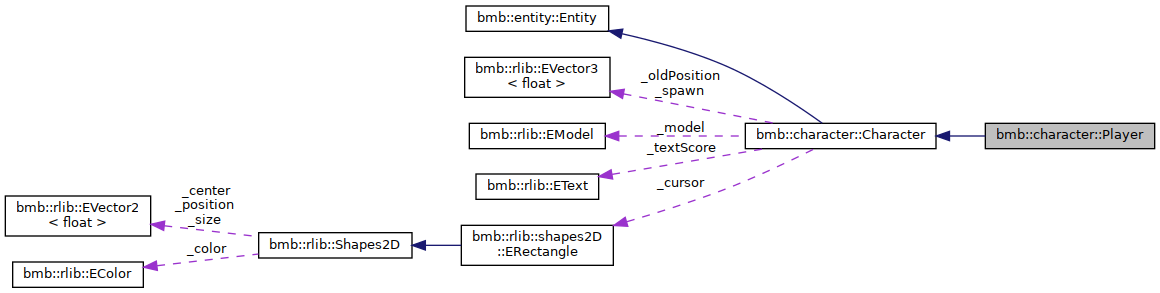 bmb::entity::Entity
bmb::rlib::EVector3
< float >
_oldPosition
_spawn
bmb::rlib::EModel
_model
bmb::character::Character
bmb::character::Player
_textScore
bmb::rlib::EText
_cursor
_center
_position
_size
bmb::rlib::EVector2
< float >
bmb::rlib::shapes2D
::ERectangle
bmb::rlib::Shapes2D
_color
bmb::rlib::EColor